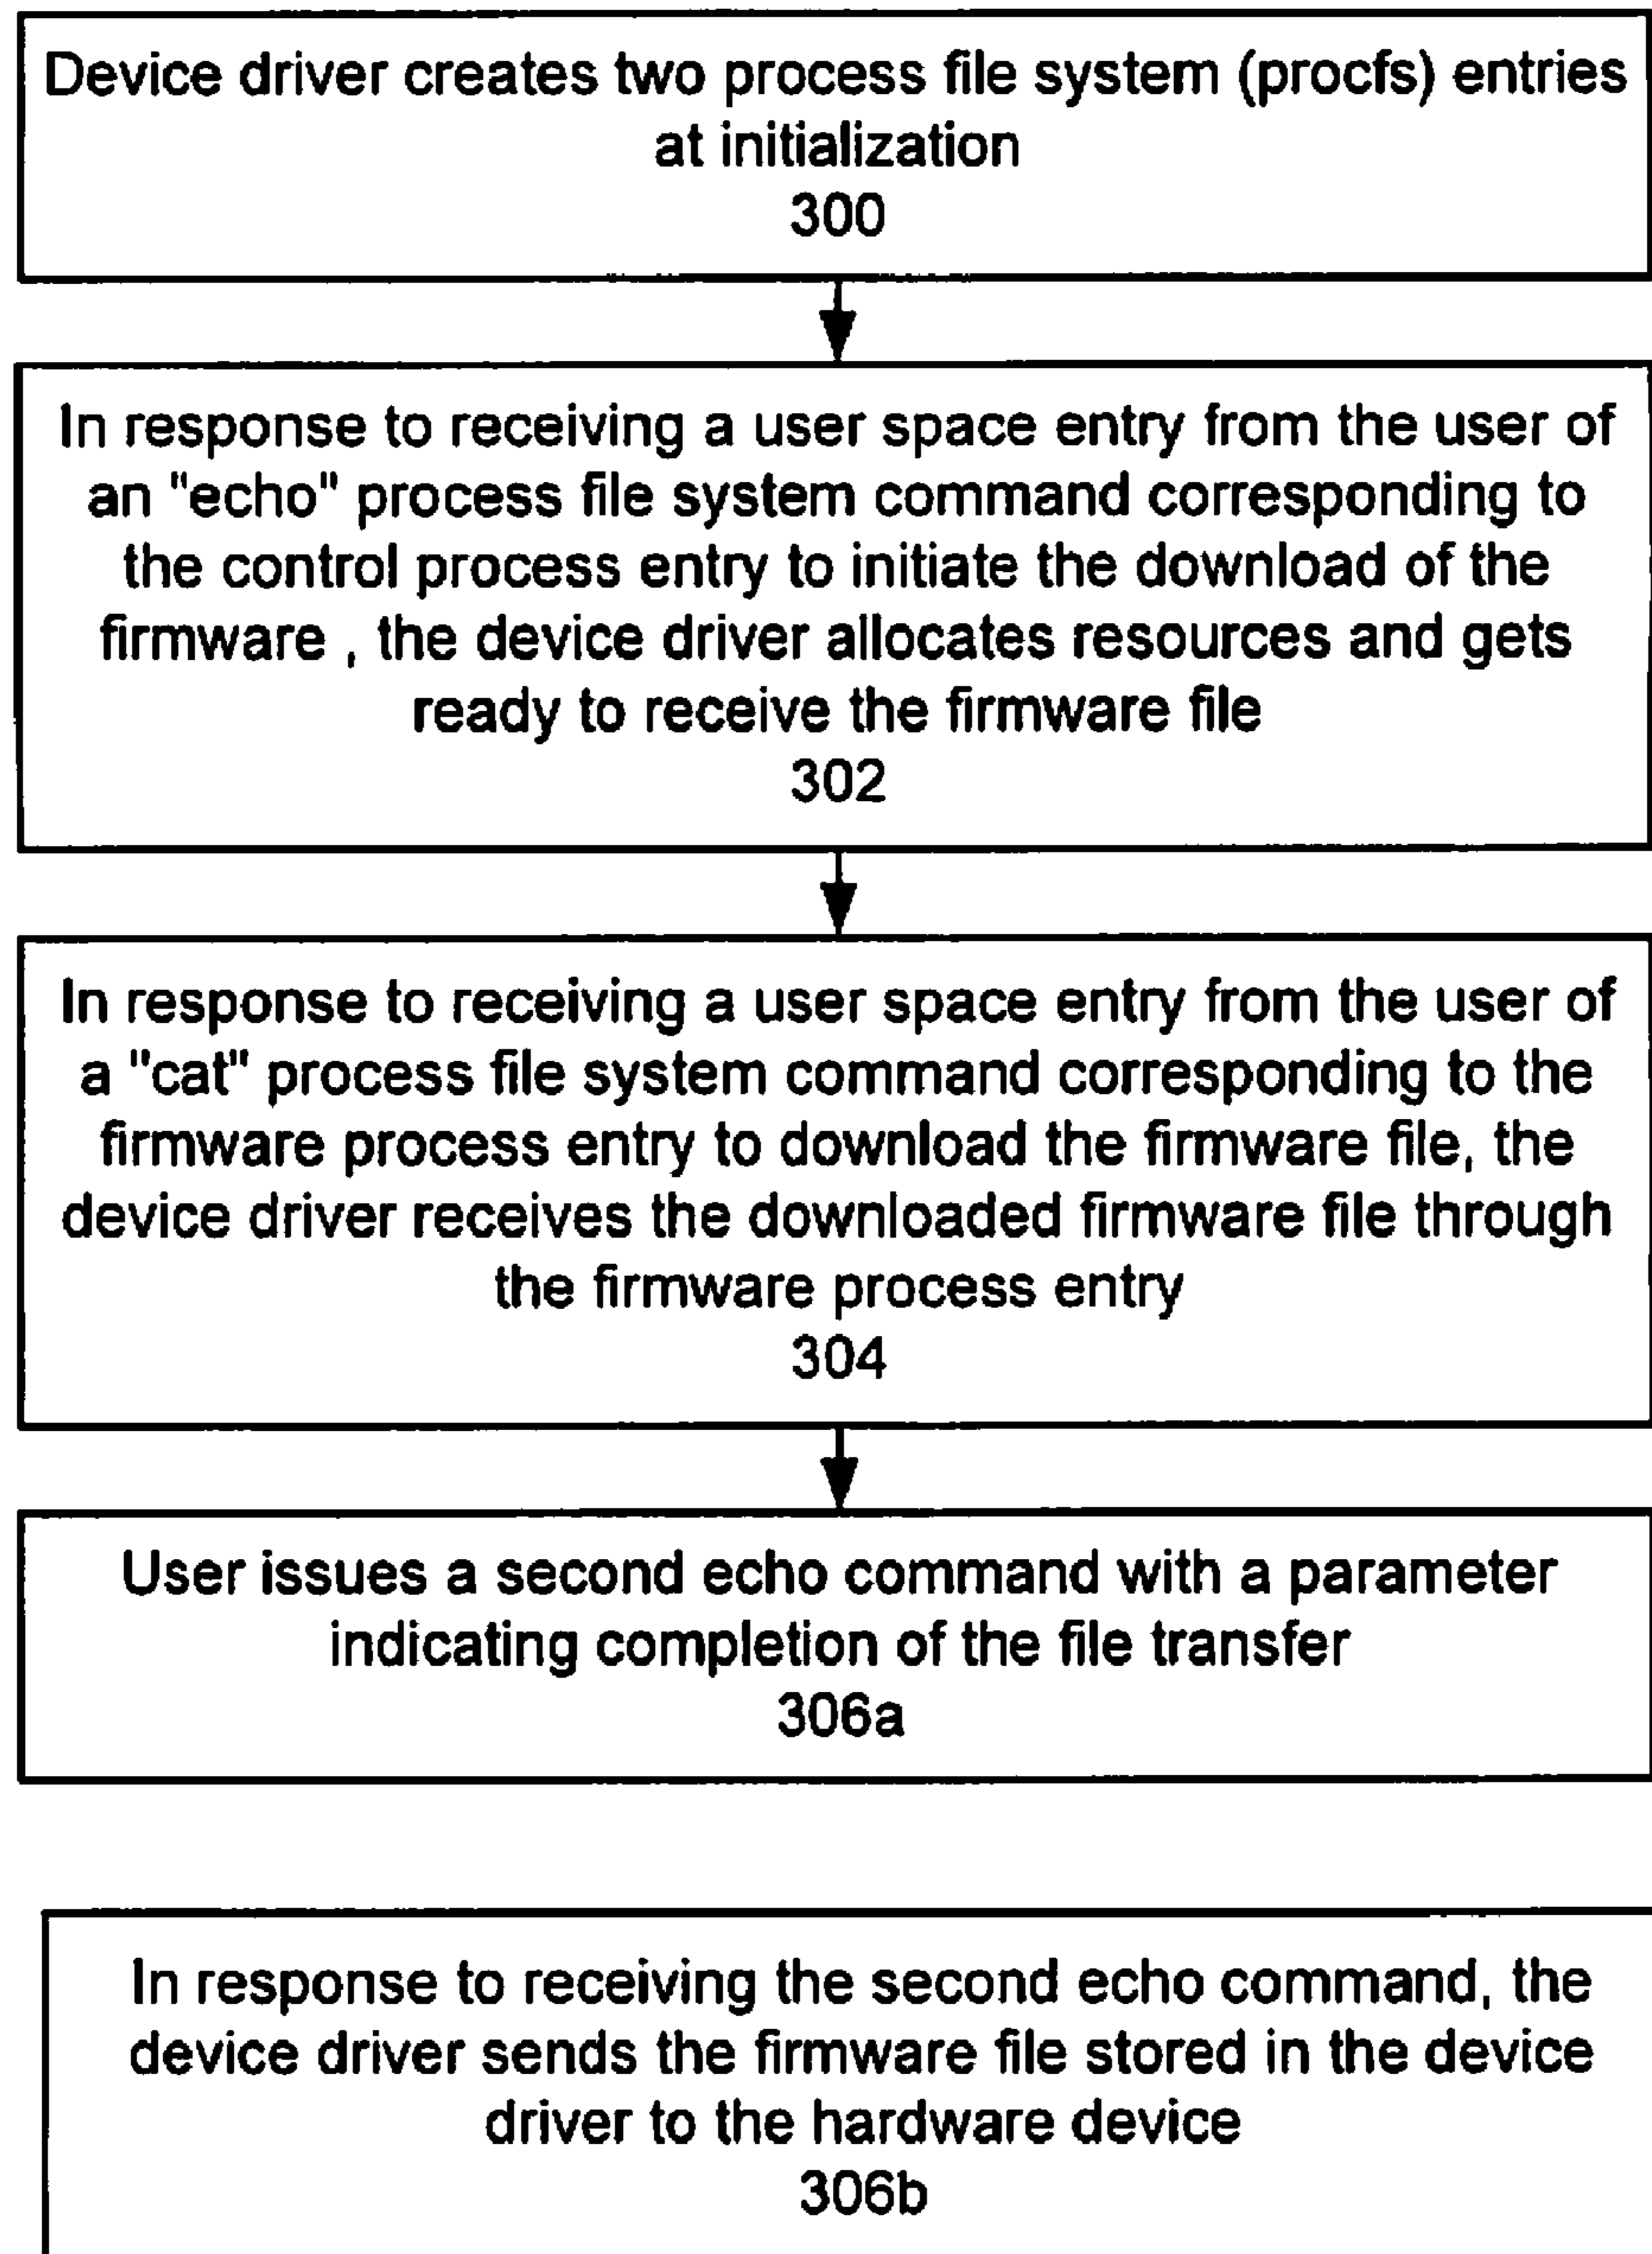 Device driver creates two process file system (procfs) entries
at initialization
300
In response to receiving a user space entry from the user of
an "echo" process file system command corresponding to
the control process entry to initiate the download of the
firmware , the device driver allocates resources and gets
ready to receive the firmware file
302
In response to receiving a user space entry from the user of
a "cat" process file system command corresponding to the
firmware process entry to download the firmware file, the
device driver receives the downloaded firmware file through
the firmware process entry
304
User issues a second echo command with a parameter
indicating completion of the file transfer
306a
In response to receiving the second echo command, the
device driver sends the firmware file stored in the device
driver to the hardware device
306b